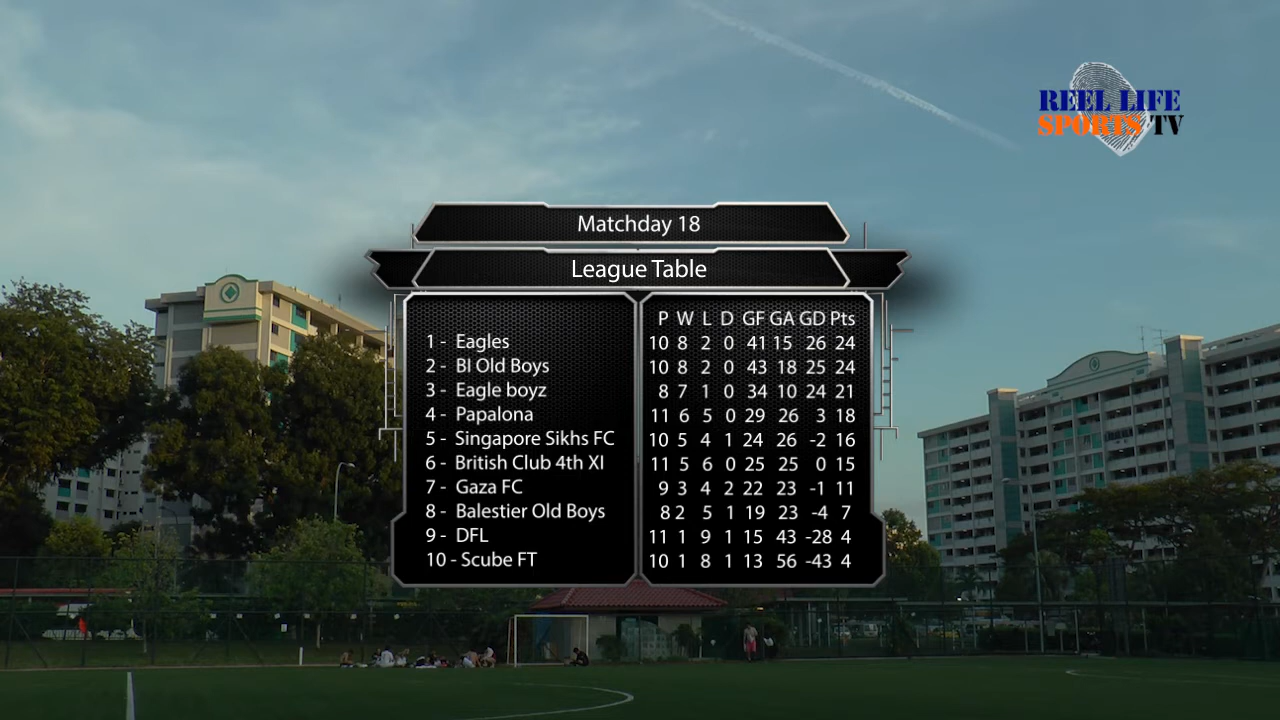 REEL LIFE
SPORTS TV
Matchday 18
League Table
P W L D GF GA GD Pts
1 - Eagles 10 8 2 0 41 15 26 24
2 - BI Old Boys 10 8 2 0 43 18 25 24
3 - Eagle boyz 8 7 1 0 34 10 24 21
4 - Papalona 11 6 5 0 29 26 3 18
5 - Singapore Sikhs FC 10 5 4 1 24 26 -2 16
6 - British Club 4th XI 11 5 6 0 25 25 0 15
7 - Gaza FC 9 3 4 2 22 23 -1 11
8 - Balestier Old Boys 8 2 5 1 19 23 -4 7
9 - DFL 11 1 9 1 15 43 -28 4
10 - Scube FT 10 1 8 1 13 56 -43 4